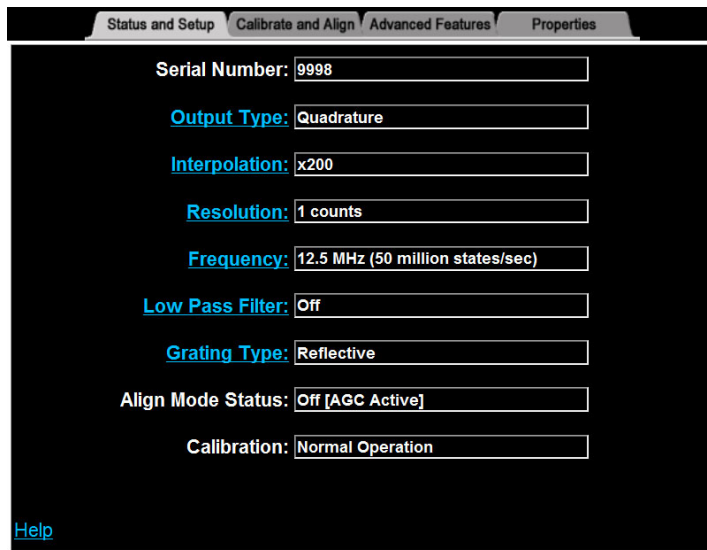 Status and Setup Calibrate and Align Advanced Features Properties
Serial Number: 9998
Output Type: Quadrature
Interpolation: x200
Resolution: 1 counts
Frequency: 12.5 MHz (50 million states/sec)
Low Pass Filter: Off
Grating Type: Reflective
Align Mode Status: Off [AGC Active]
Calibration: Normal Operation
Help